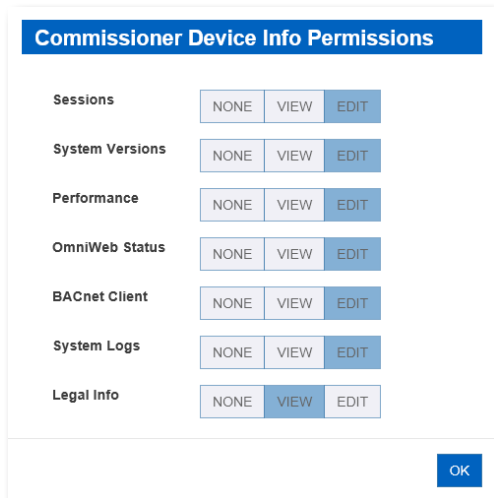 Commissioner Device Info Permissions
Sessions NONE VIEW EDIT
System Versions NONE VIEW EDIT
Performance NONE VIEW EDIT
OmniWeb Status NONE VIEW EDIT
BACnet Client NONE VIEW EDIT
System Logs NONE VIEW EDIT
Legal Info NONE VIEW EDIT
OK